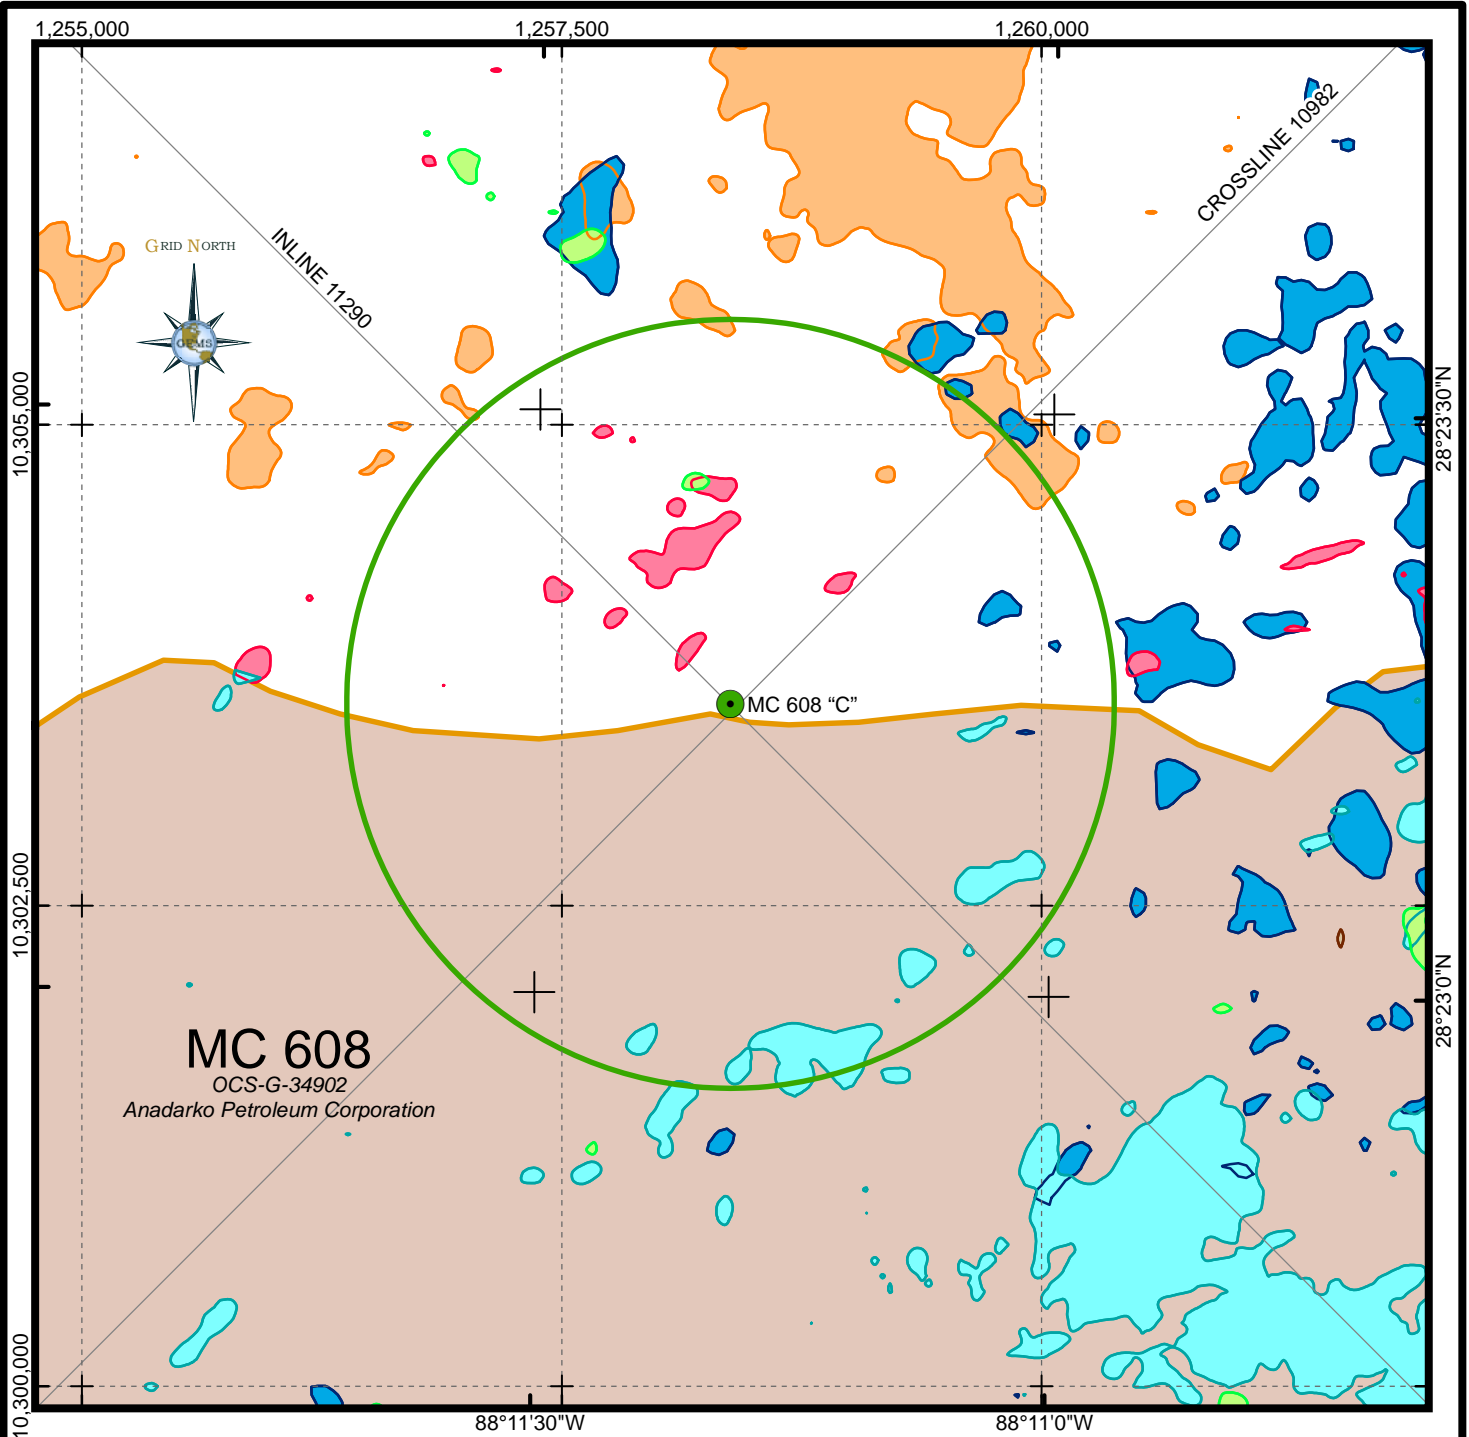 1,255,000
1,257,500
1,260,000
CROSSLINE 10982
GRID NORTH
INLINE 11290
GEMS
10,305,000
28°23'30"N
MC 608 “C”
10,302,500
28°23'0"N
MC 608
OCS-G-34902
Anadarko Petroleum Corporation
10,300,000
88°11'30"W
88°11'0"W